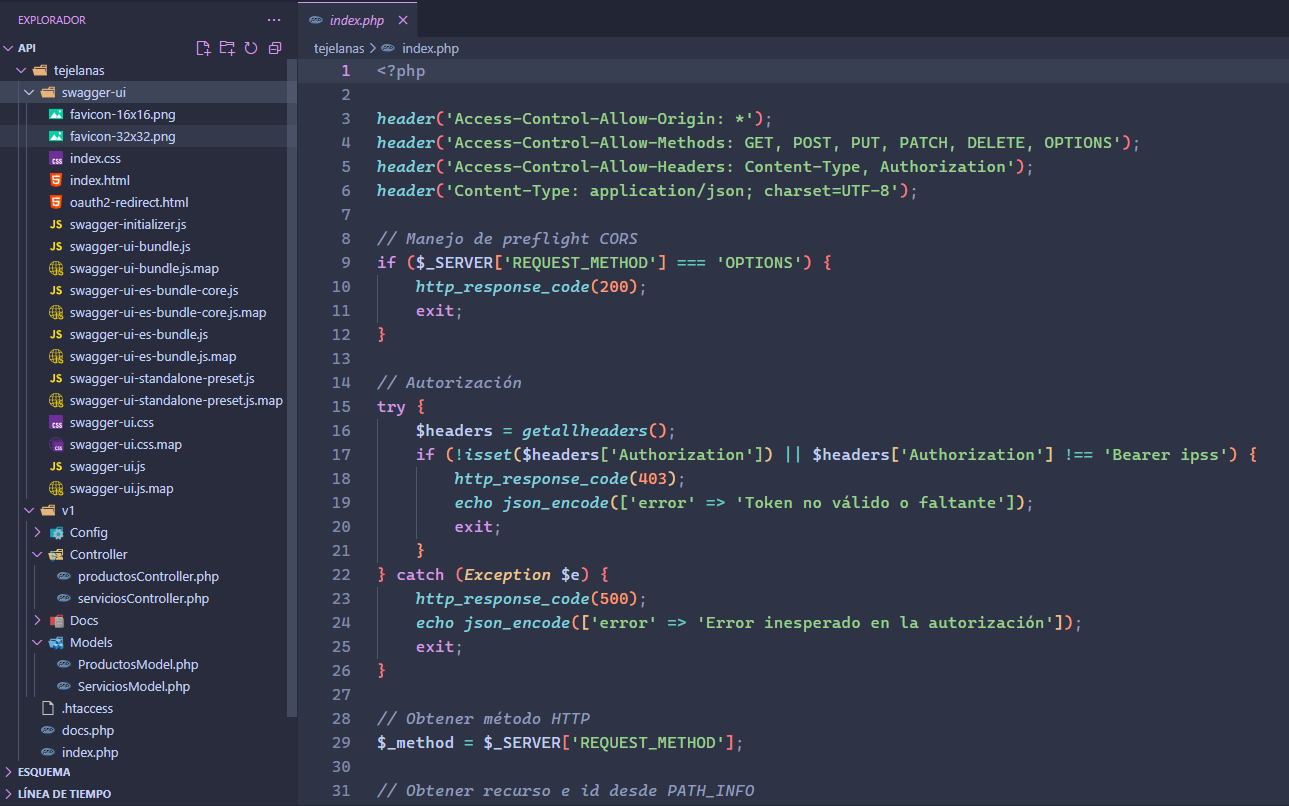 EXPLORADOR
API
tejelanas
swagger-ui
favicon-16x16.png
favicon-32x32.png
index.css
index.html
oauth2-redirect.html
swagger-initializer.js
swagger-ui-bundle.js
swagger-ui-bundle.js.map
swagger-ui-es-bundle-core.js
swagger-ui-es-bundle-core.js.map
swagger-ui-es-bundle.js
swagger-ui-es-bundle.js.map
swagger-ui-standalone-preset.js
swagger-ui-standalone-preset.js.map
swagger-ui.css
swagger-ui.css.map
swagger-ui.js
swagger-ui.js.map
v1
Config
Controller
productosController.php
serviciosController.php
Docs
Models
ProductosModel.php
ServiciosModel.php
.htaccess
docs.php
index.php
ESQUEMA
LÍNEA DE TIEMPO
index.php
tejelanas > index.php
1 <?php
2
3 header('Access-Control-Allow-Origin: *');
4 header('Access-Control-Allow-Methods: GET, POST, PUT, PATCH, DELETE, OPTIONS');
5 header('Access-Control-Allow-Headers: Content-Type, Authorization');
6 header('Content-Type: application/json; charset=UTF-8');
7
8 // Manejo de preflight CORS
9 if ($_SERVER['REQUEST_METHOD'] === 'OPTIONS') {
10 http_response_code(200);
11 exit;
12 }
13
14 // Autorización
15 try {
16 $headers = getallheaders();
17 if (!isset($headers['Authorization']) || $headers['Authorization'] !== 'Bearer ipss') {
18 http_response_code(403);
19 echo json_encode(['error' => 'Token no válido o faltante']);
20 exit;
21 }
22 } catch (Exception $e) {
23 http_response_code(500);
24 echo json_encode(['error' => 'Error inesperado en la autorización']);
25 exit;
26 }
27
28 // Obtener método HTTP
29 $_method = $_SERVER['REQUEST_METHOD'];
30
31 // Obtener recurso e id desde PATH_INFO